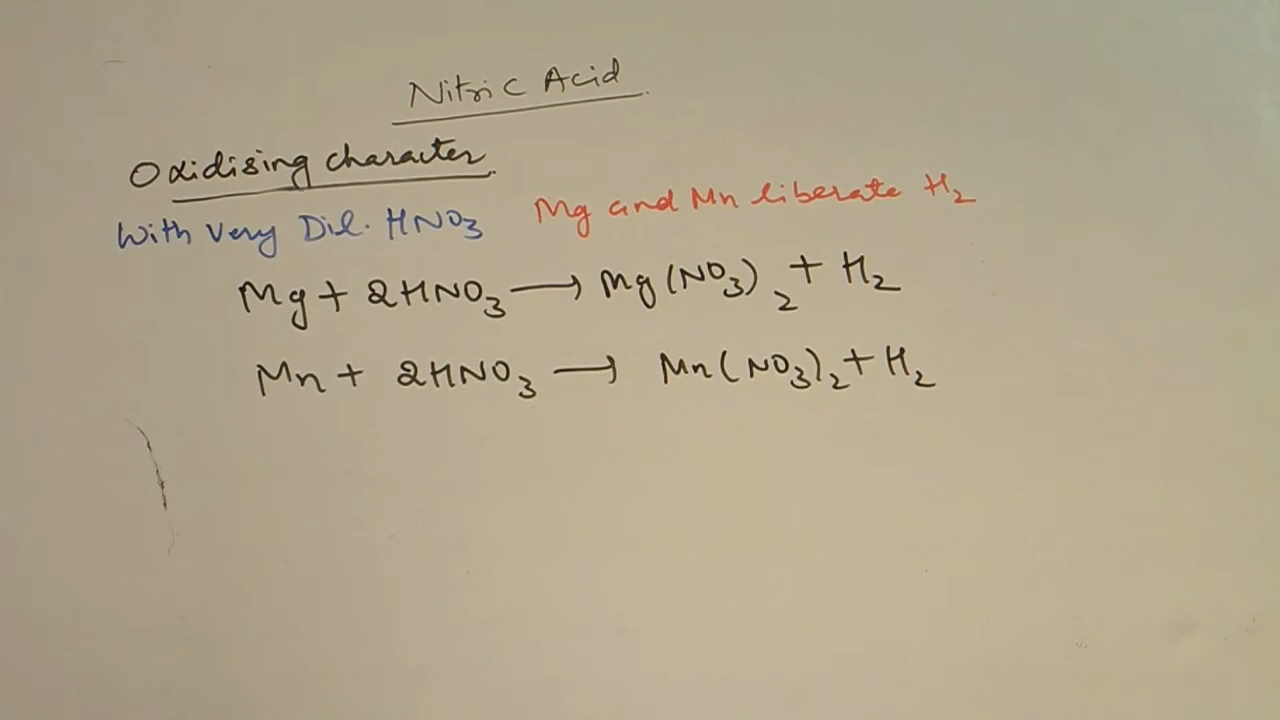 Nitric Acid
Oxidising character
With Very Dil. HNO₃ Mg and Mn liberate H₂
Mg + 2HNO₃ → Mg(NO₃)₂ + H₂
Mn + 2HNO₃ → Mn(NO₃)₂ + H₂